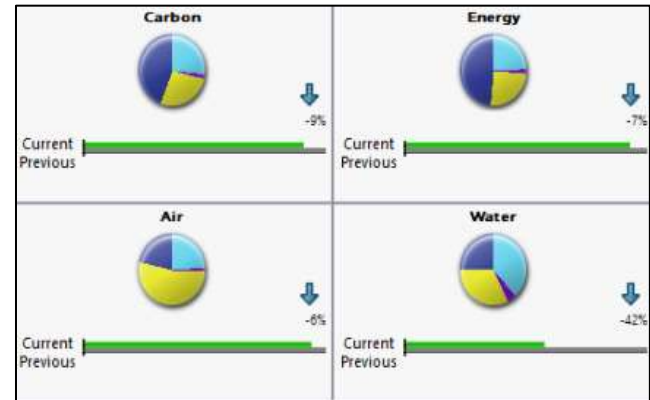 Carbon
-9%
Current
Previous
Energy
-7%
Current
Previous
Air
-6%
Current
Previous
Water
-42%
Current
Previous